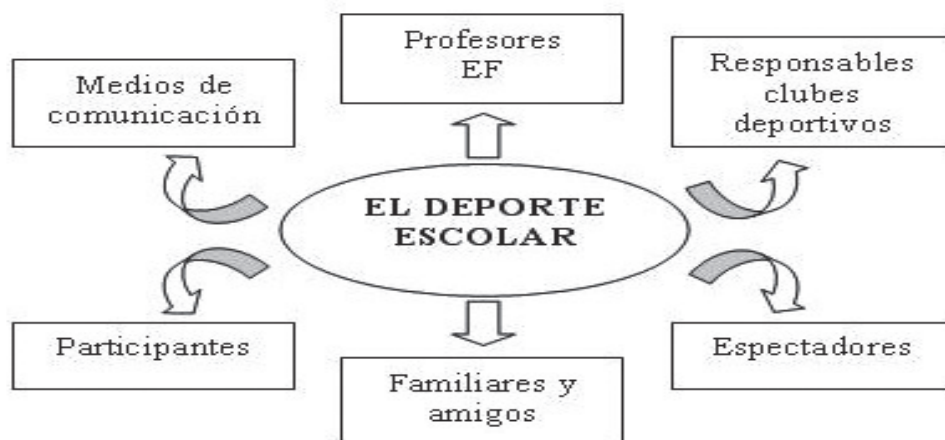 Profesores
EF
Medios de
comunicación
Responsables
clubes
deportivos
EL DEPORTE
ESCOLAR
Participantes
Familiares y
amigos
Espectadores